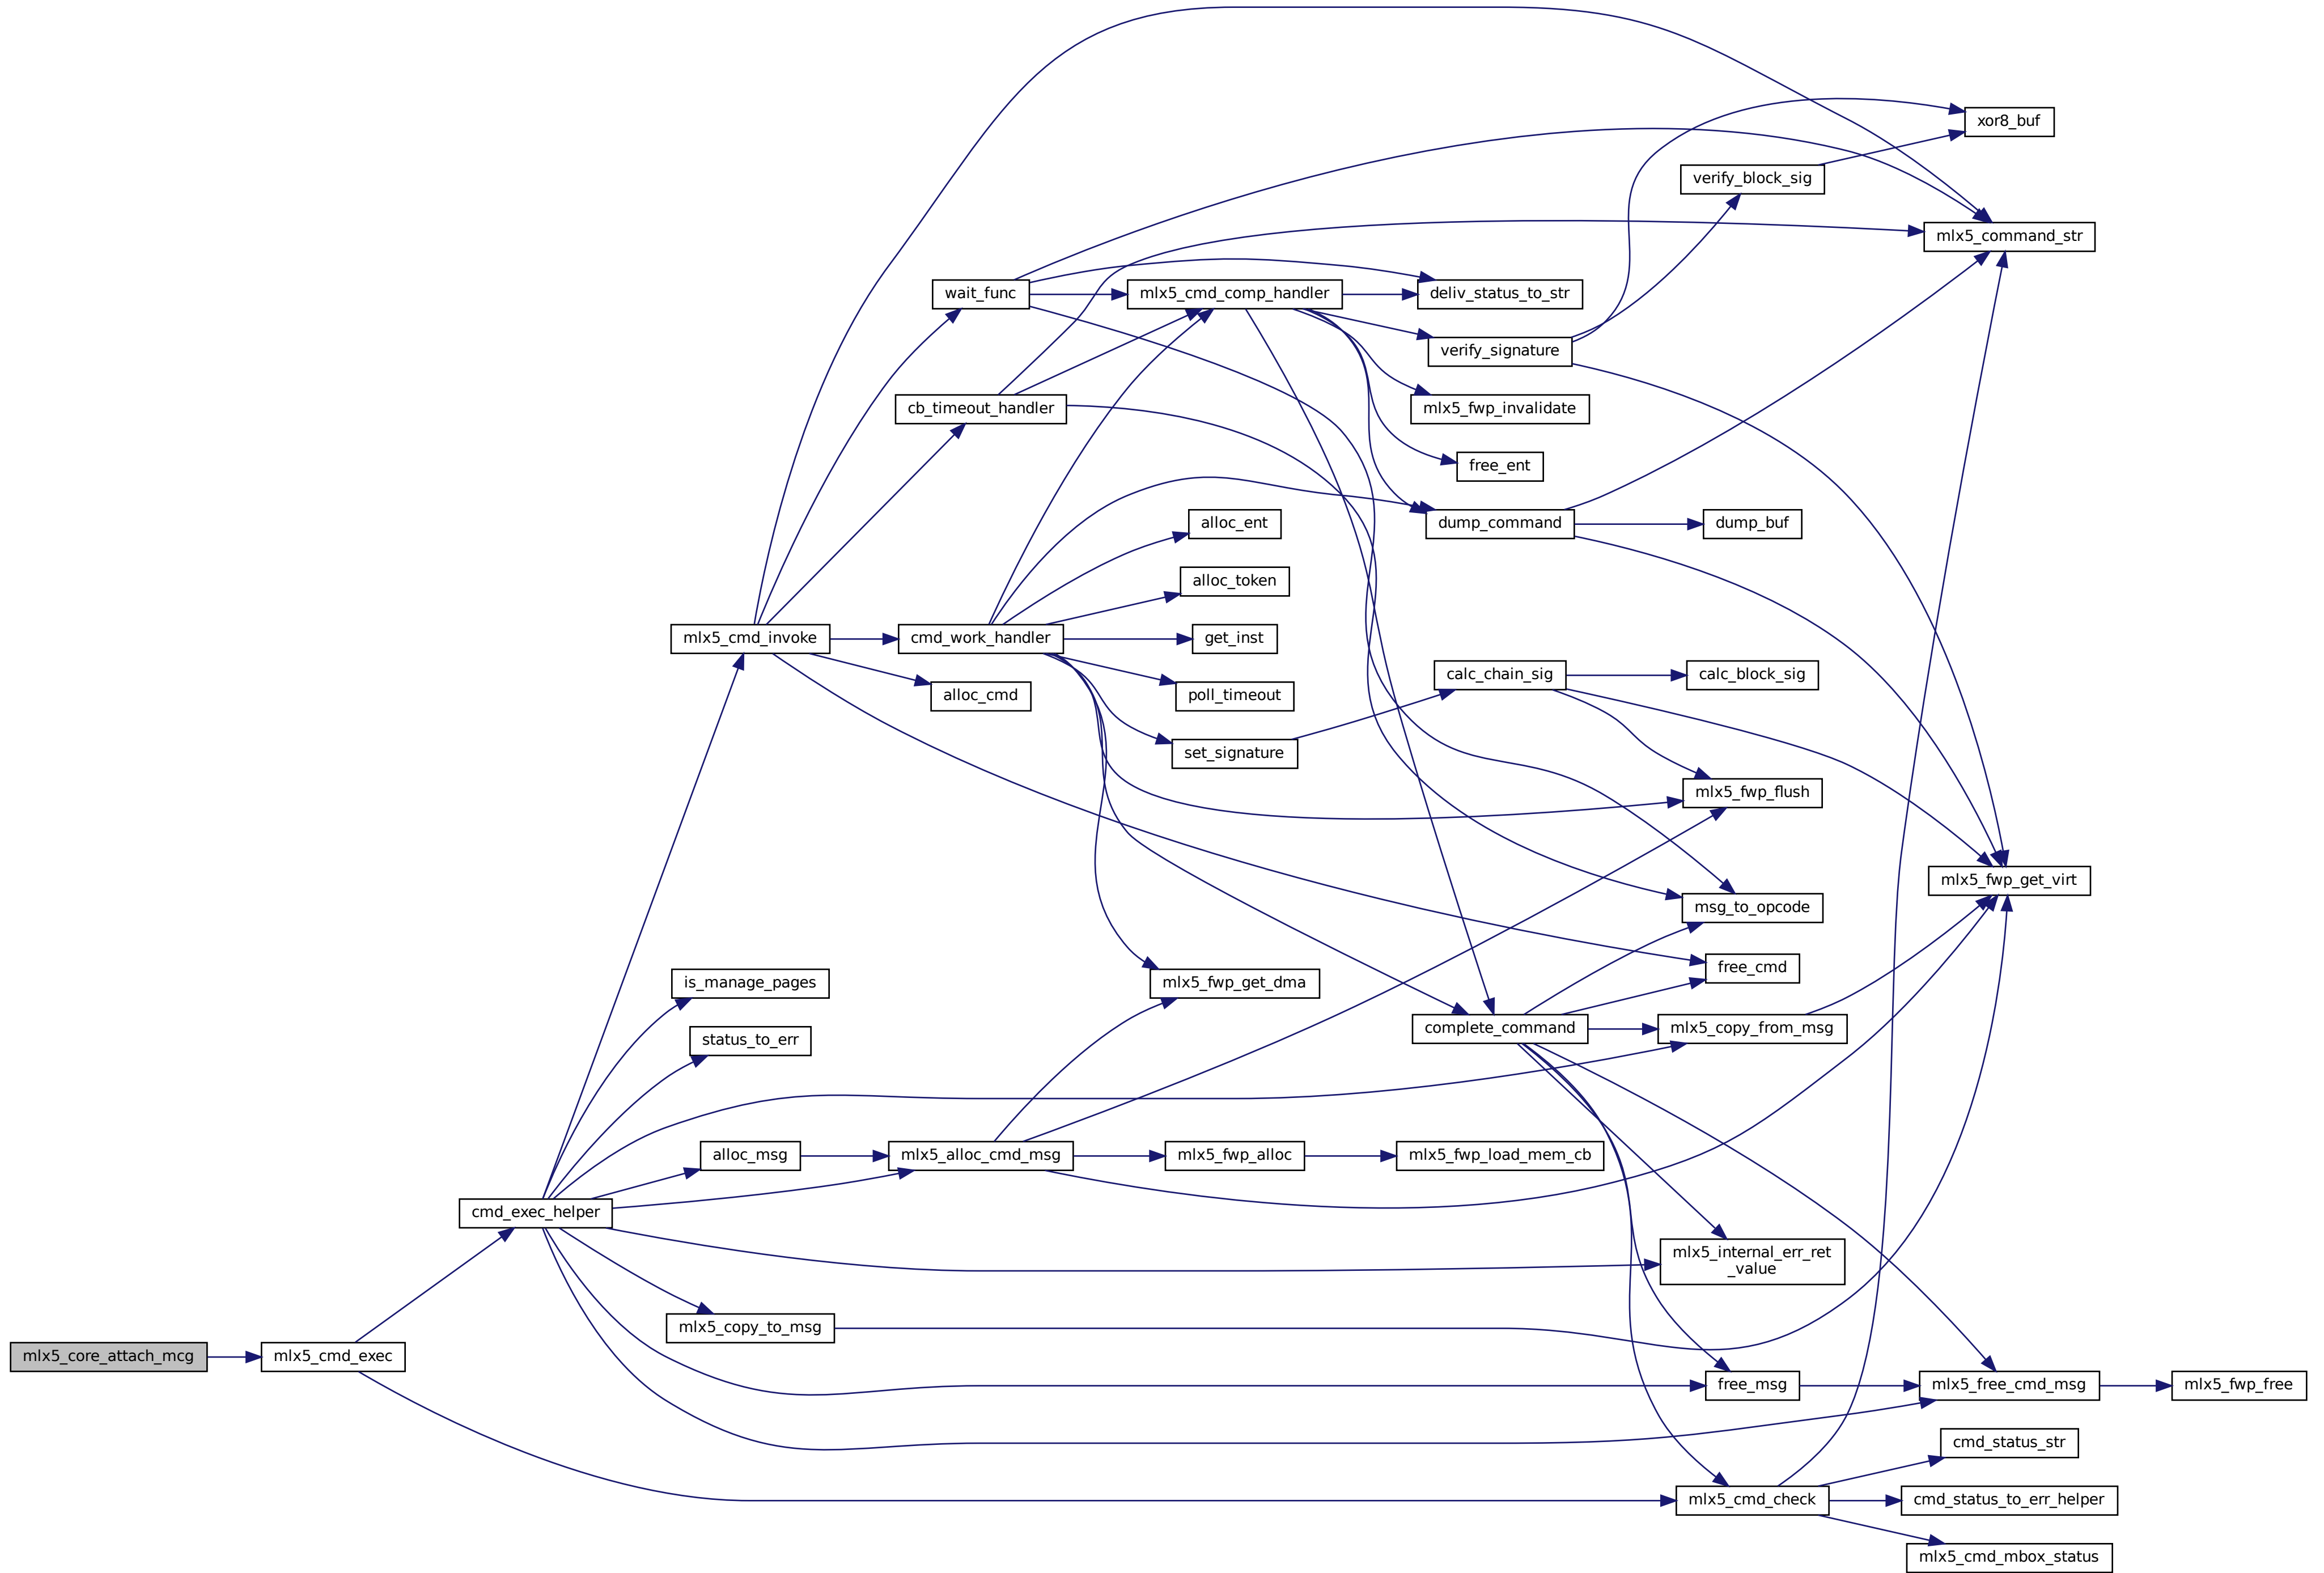 xor8_buf
verify_block_sig
mlx5_command_str
wait_func
mlx5_cmd_comp_handler
deliv_status_to_str
verify_signature
cb_timeout_handler
mlx5_fwp_invalidate
free_ent
alloc_ent
dump_command
dump_buf
alloc_token
mlx5_cmd_invoke
cmd_work_handler
get_inst
calc_chain_sig
calc_block_sig
alloc_cmd
poll_timeout
set_signature
mlx5_fwp_flush
mlx5_fwp_get_virt
msg_to_opcode
free_cmd
is_manage_pages
mlx5_fwp_get_dma
status_to_err
complete_command
mlx5_copy_from_msg
alloc_msg
mlx5_alloc_cmd_msg
mlx5_fwp_alloc
mlx5_fwp_load_mem_cb
cmd_exec_helper
mlx5_internal_err_ret
_value
mlx5_copy_to_msg
mlx5_core_attach_mcg
mlx5_cmd_exec
free_msg
mlx5_free_cmd_msg
mlx5_fwp_free
cmd_status_str
mlx5_cmd_check
cmd_status_to_err_helper
mlx5_cmd_mbox_status